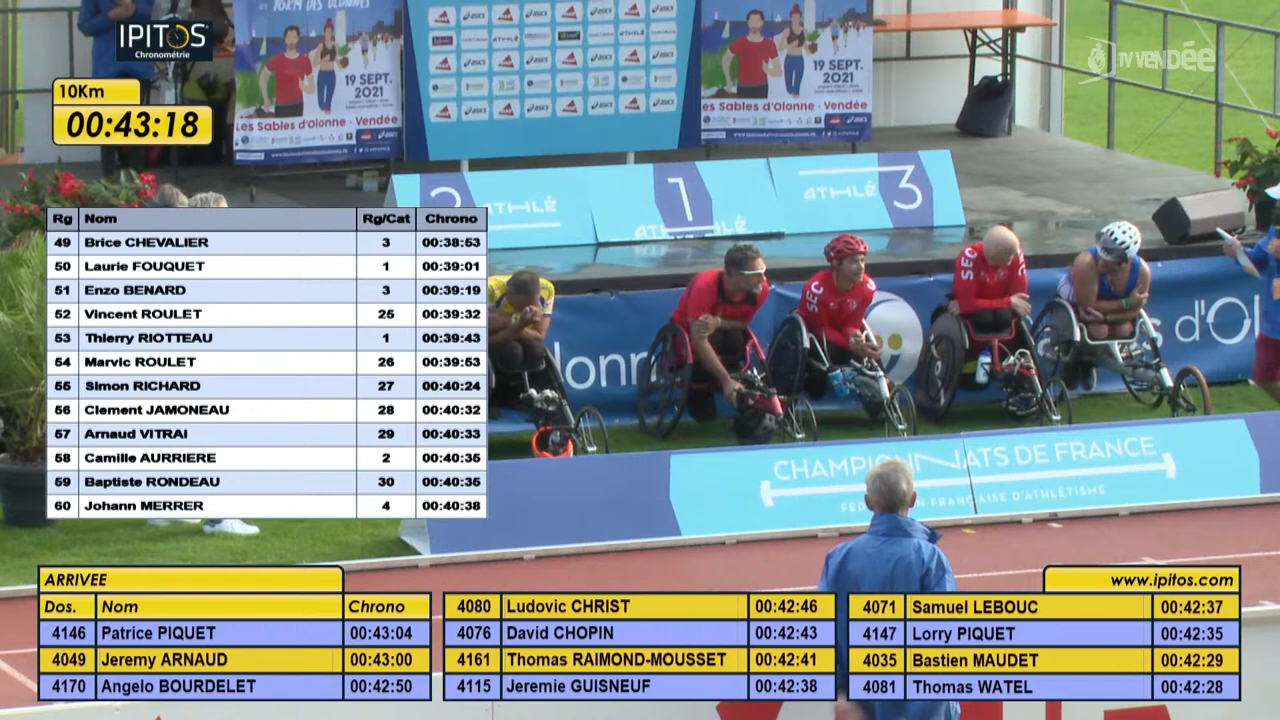 10KM DES OLONNES
IPITOS
Chronométrie
TV VENDÉE
10Km
00:43:18
19 SEPT.
2021
Les Sables d'Olonne · Vendée
19 SEPT.
2021
Les Sables d'Olonne · Vendée
asics
2 ATHLÉ
1
ATHLÉ
ATHLÉ 3
Rg Nom Rg/Cat Chrono
49 Brice CHEVALIER 3 00:38:53
50 Laurie FOUQUET 1 00:39:01
51 Enzo BENARD 3 00:39:19
52 Vincent ROULET 25 00:39:32
53 Thierry RIOTTEAU 1 00:39:43
54 Marvic ROULET 26 00:39:53
55 Simon RICHARD 27 00:40:24
56 Clement JAMONEAU 28 00:40:32
57 Arnaud VITRAI 29 00:40:33
58 Camille AURRIERE 2 00:40:35
59 Baptiste RONDEAU 30 00:40:35
60 Johann MERRER 4 00:40:38
SEC
SEC
lonn
s d'Ol
CHAMPIONNATS DE FRANCE
FÉDÉRATION FRANÇAISE D'ATHLÉTISME
ARRIVEE
www.ipitos.com
Dos. Nom Chrono
4146 Patrice PIQUET 00:43:04
4049 Jeremy ARNAUD 00:43:00
4170 Angelo BOURDELET 00:42:50
4080 Ludovic CHRIST 00:42:46
4076 David CHOPIN 00:42:43
4161 Thomas RAIMOND-MOUSSET 00:42:41
4115 Jeremie GUISNEUF 00:42:38
4071 Samuel LEBOUC 00:42:37
4147 Lorry PIQUET 00:42:35
4035 Bastien MAUDET 00:42:29
4081 Thomas WATEL 00:42:28